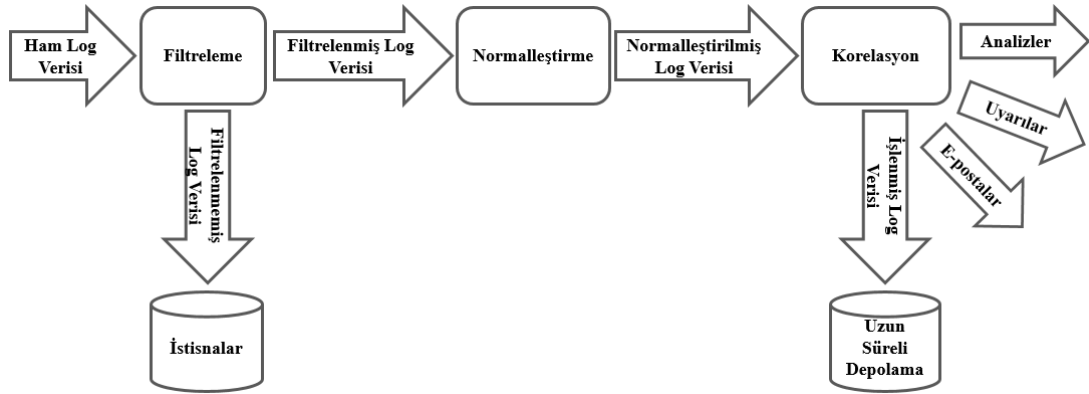 Ham Log
Verisi
Filtreleme
Filtrelenmiş Log
Verisi
Normalleştirme
Normalleştirilmiş
Log Verisi
Korelasyon
Analizler
Uyarılar
E-postalar
Filtrelenmemiş
Log Verisi
İşlenmiş Log
Verisi
İstisnalar
Uzun
Süreli
Depolama